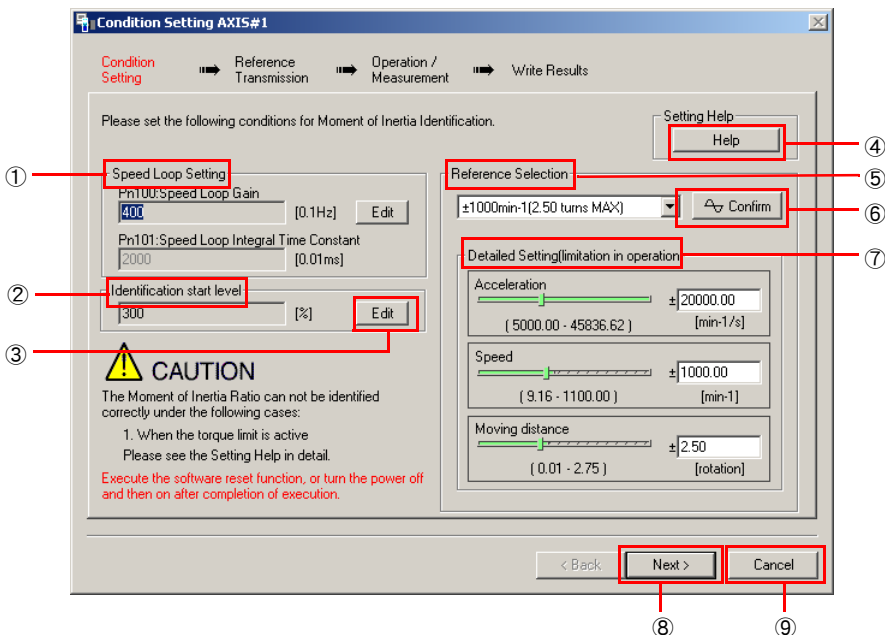 Condition Setting AXIS#1
Condition
Setting
Reference
Transmission
Operation /
Measurement
Write Results
Please set the following conditions for Moment of Inertia Identification.
Setting Help
Help
④
①
Speed Loop Setting
Pn100:Speed Loop Gain
400
[0.1Hz]
Edit
Pn101:Speed Loop Integral Time Constant
2000
[0.01ms]
②
Identification start level
300
[%]
Edit
③
CAUTION
The Moment of Inertia Ratio can not be identified
correctly under the following cases:
1. When the torque limit is active
Please see the Setting Help in detail.
Execute the software reset function, or turn the power off
and then on after completion of execution.
Reference Selection
⑤
±1000min-1(2.50 turns MAX)
Confirm
⑥
Detailed Setting(limitation in operation
⑦
Acceleration
± 20000.00
( 5000.00 - 45836.62 )
[min-1/s]
Speed
± 1000.00
( 9.16 - 1100.00 )
[min-1]
Moving distance
± 2.50
( 0.01 - 2.75 )
[rotation]
< Back
Next >
Cancel
⑧
⑨